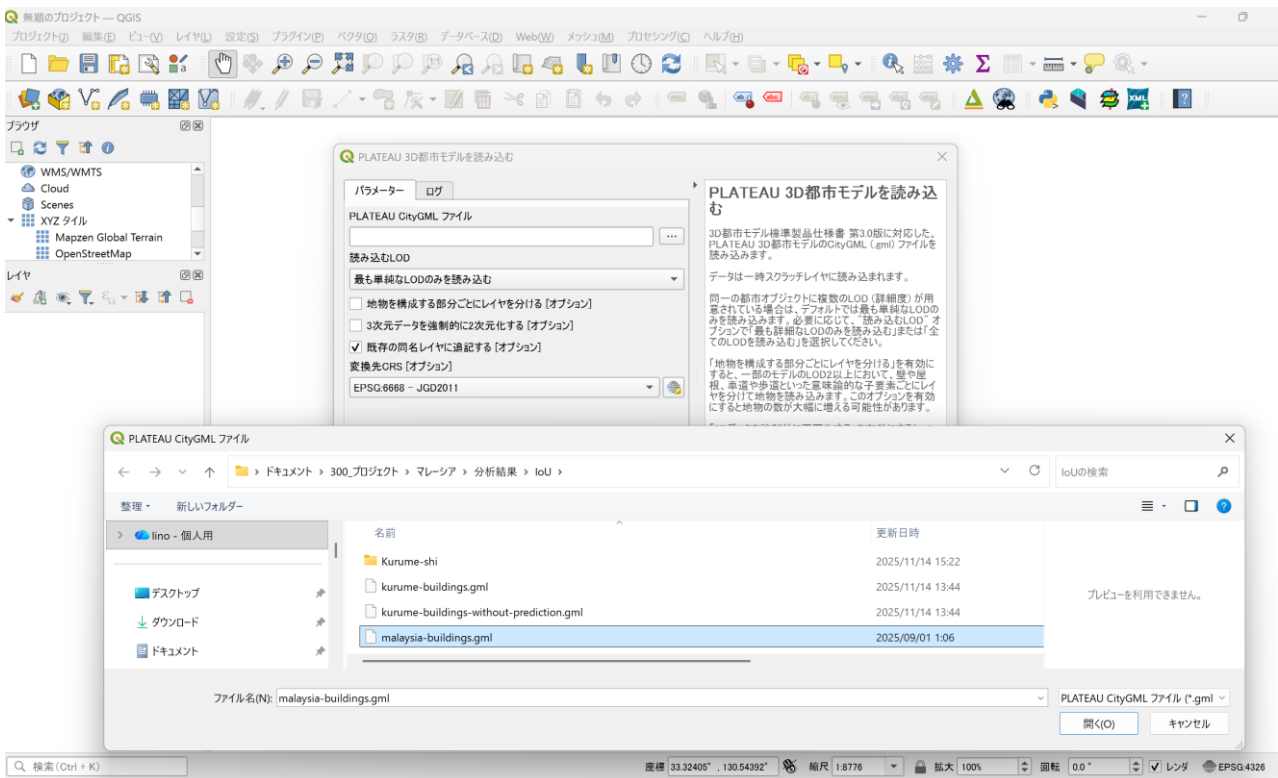 無題のプロジェクト — QGIS
プロジェクト(J) 編集(E) ビュー(V) レイヤ(L) 設定(S) プラグイン(P) ベクタ(O) ラスタ(R) データベース(D) Web(W) メッシュ(M) プロセシング(C) ヘルプ(H)
ブラウザ
WMS/WMTS
Cloud
Scenes
XYZ タイル
Mapzen Global Terrain
OpenStreetMap
レイヤ
PLATEAU 3D都市モデルを読み込む
パラメーター ログ
PLATEAU CityGML ファイル
…
読み込むLOD
最も単純なLODのみを読み込む
地物を構成する部分ごとにレイヤを分ける [オプション]
3次元データを強制的に2次元化する [オプション]
既存の同名レイヤに追記する [オプション]
変換先CRS [オプション]
EPSG:6668 - JGD2011
PLATEAU 3D都市モデルを読み込
む
3D都市モデル標準製品仕様書 第3.0版に対応した、
PLATEAU 3D都市モデルのCityGML (.gml) ファイルを
読み込みます。
データは一時スクラッチレイヤに読み込まれます。
同一の都市オブジェクトに複数のLOD (詳細度) が用
意されている場合は、デフォルトでは最も単純なLODの
みを読み込みます。必要に応じて、"読み込むLOD" オ
プションで「最も詳細なLODのみを読み込む」または「全
てのLODを読み込む」を選択してください。
「地物を構成する部分ごとにレイヤを分ける」を有効に
すると、一部のモデルのLOD2以上において、壁や屋
根、車道や歩道といった意味論的な子要素ごとにレイ
ヤを分けて地物を読み込みます。このオプションを有効
にすると地物の数が大幅に増える可能性があります。
PLATEAU CityGML ファイル
ドキュメント › 300_プロジェクト › マレーシア › 分析結果 › IoU ›
IoUの検索
整理 新しいフォルダー
lino - 個人用
デスクトップ
ダウンロード
ドキュメント
名前 更新日時
Kurume-shi 2025/11/14 15:22
kurume-buildings.gml 2025/11/14 13:44
kurume-buildings-without-prediction.gml 2025/11/14 13:44
malaysia-buildings.gml 2025/09/01 1:06
プレビューを利用できません。
ファイル名(N): malaysia-buildings.gml
PLATEAU CityGML ファイル (*.gml
開く(O) キャンセル
検索 (Ctrl + K)
座標 33.32405° , 130.54392° 縮尺 1:8776 拡大 100% 回転 0.0 ° レンダ EPSG:4326